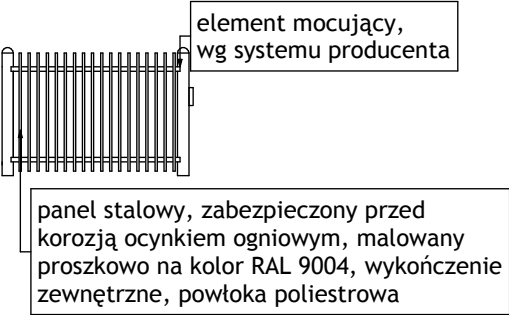 element mocujący,
wg systemu producenta
panel stalowy, zabezpieczony przed
korozją ocynkiem ogniowym, malowany
proszkowo na kolor RAL 9004, wykończenie
zewnętrzne, powłoka poliestrowa